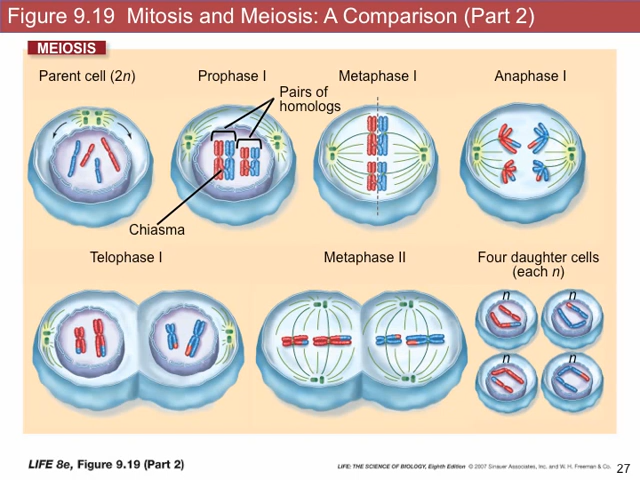 Figure 9.19 Mitosis and Meiosis: A Comparison (Part 2)
MEIOSIS
Parent cell (2n)
Prophase I
Metaphase I
Anaphase I
Pairs of
homologs
Chiasma
Telophase I
Metaphase II
Four daughter cells
(each n)
n
n
n
n
LIFE 8e, Figure 9.19 (Part 2)
LIFE: THE SCIENCE OF BIOLOGY, Eighth Edition © 2007 Sinauer Associates, Inc. and W. H. Freeman & Co.
27